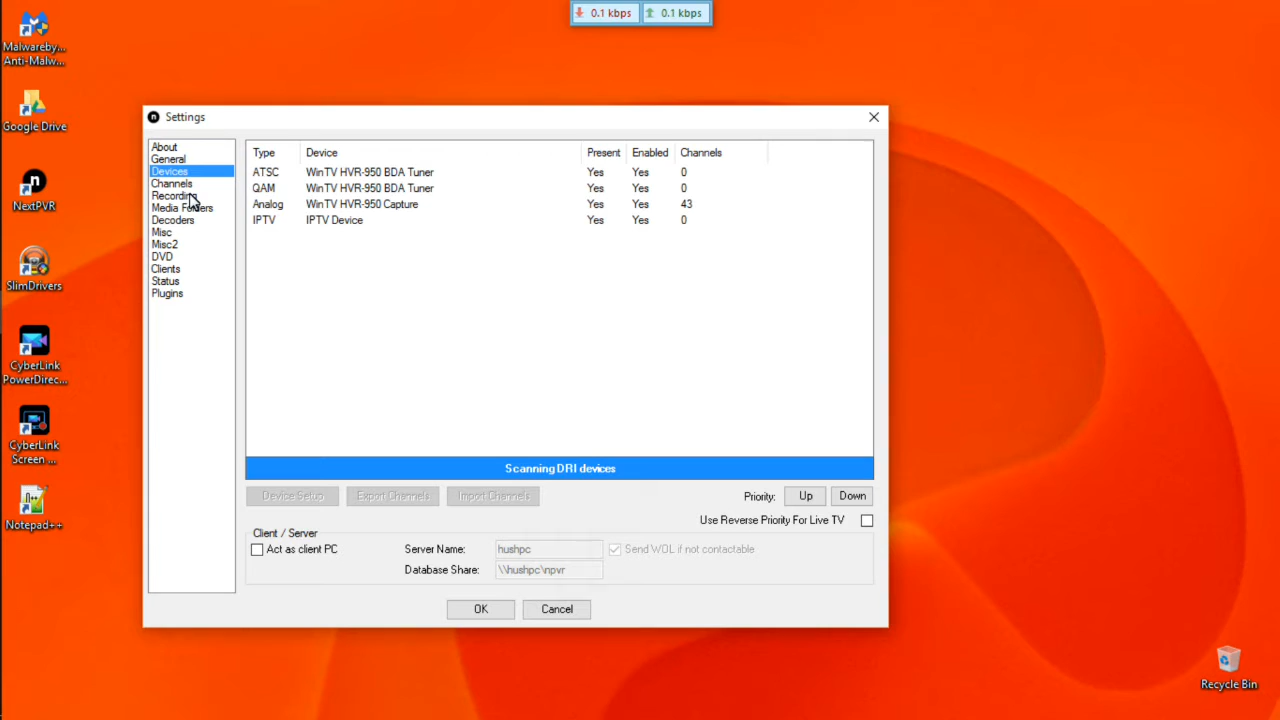 0.1 kbps 0.1 kbps
Malwareby...
Anti-Malw...
Google Drive
n
NextPVR
SlimDrivers
CyberLink
PowerDirec...
CyberLink
Screen ...
Notepad++
Recycle Bin
n Settings
About
General
Devices
Channels
Recording
Media Folders
Decoders
Misc
Misc2
DVD
Clients
Status
Plugins
Type Device Present Enabled Channels
ATSC WinTV HVR-950 BDA Tuner Yes Yes 0
QAM WinTV HVR-950 BDA Tuner Yes Yes 0
Analog WinTV HVR-950 Capture Yes Yes 43
IPTV IPTV Device Yes Yes 0
Scanning DRI devices
Device Setup Export Channels Import Channels Priority: Up Down
Use Reverse Priority For Live TV
Client / Server
Act as client PC Server Name: hushpc Send WOL if not contactable
Database Share: \\hushpc\npvr
OK Cancel